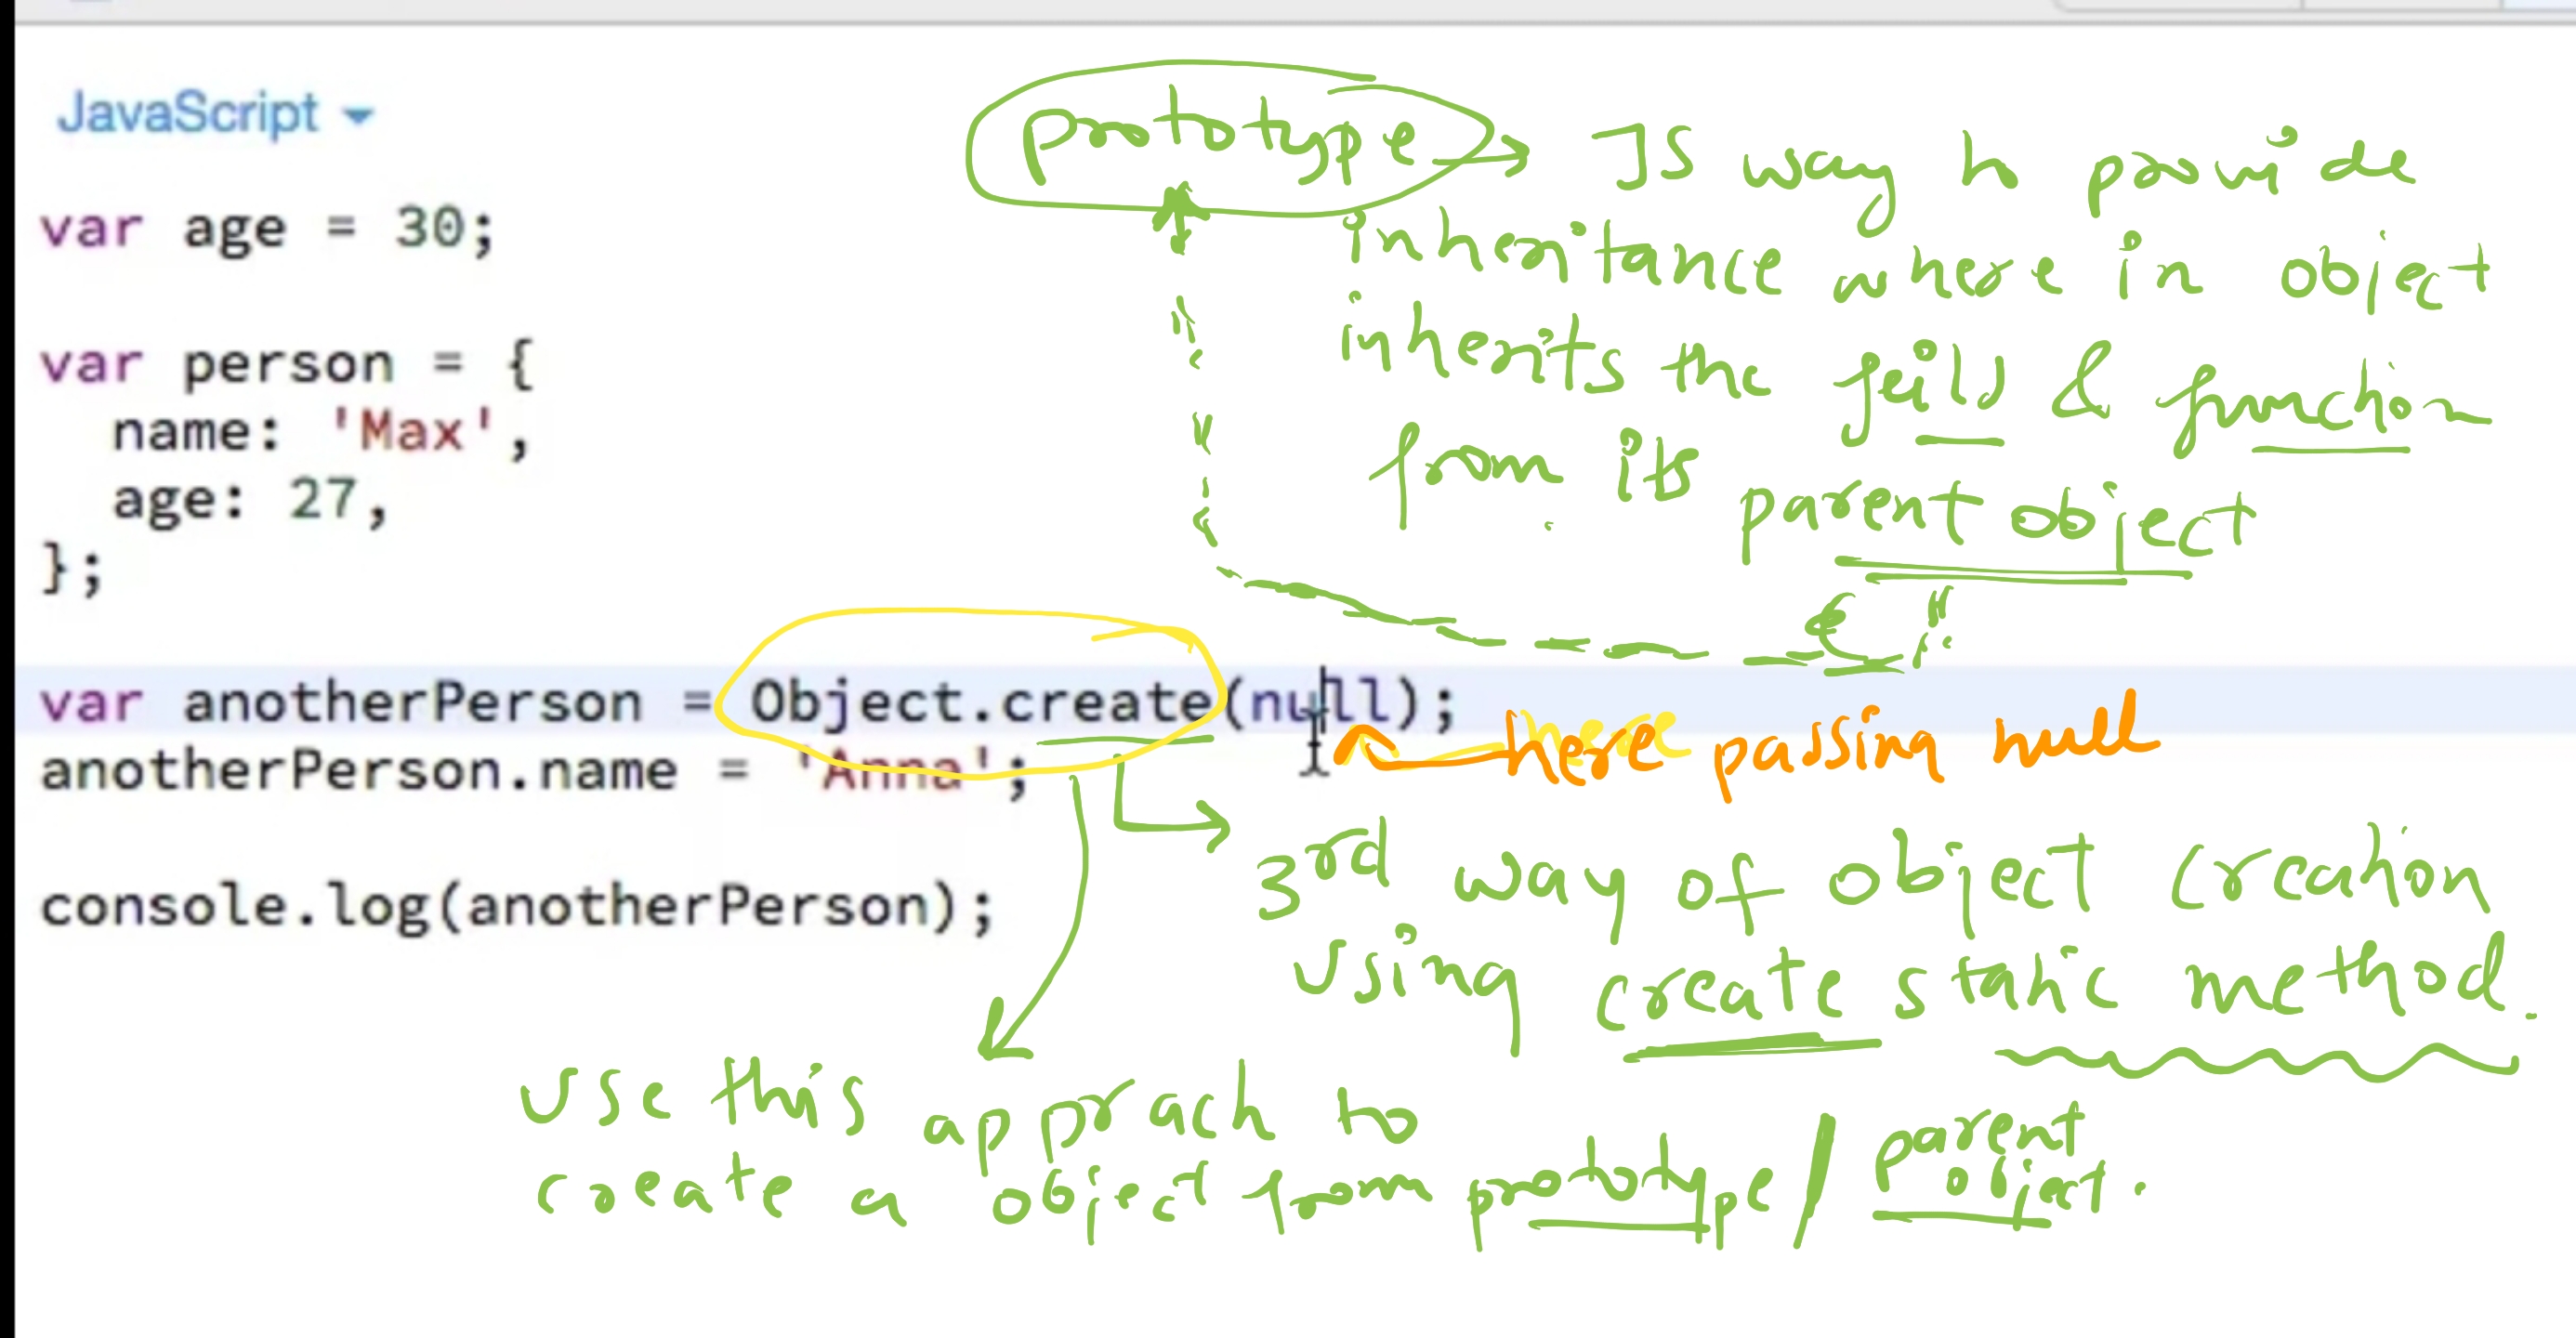 JavaScript
var age = 30;
var person = {
name: 'Max',
age: 27,
};
var anotherPerson = Object.create(null);
anotherPerson.name = 'Anna';
console.log(anotherPerson);
prototype → JS way to provide
inheritance where in object
inherits the feild & function
from its parent object
here
here passing null
3rd way of object creation
using create static method.
Use this apprach to
create a object from prototype / parent
object.